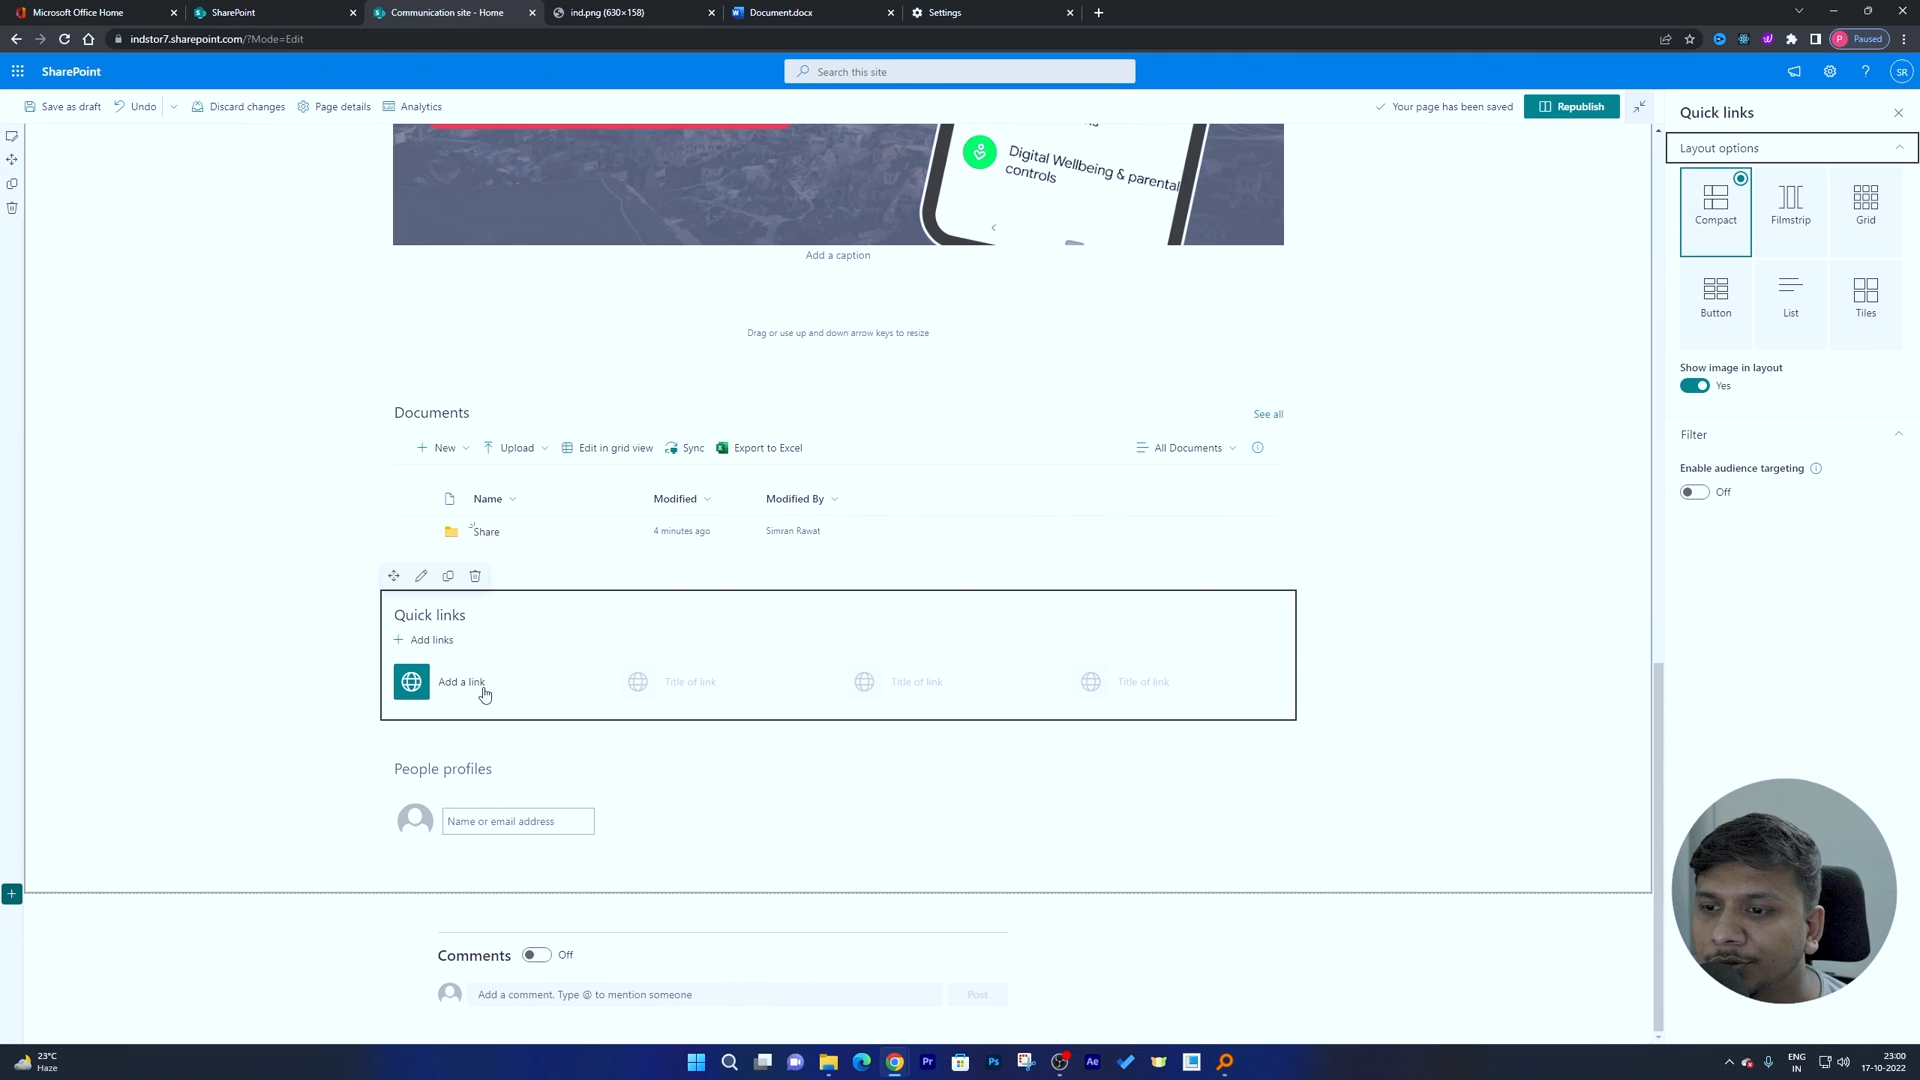 Microsoft Office Home
SharePoint
Communication site - Home
ind.png (630×158)
Document.docx
Settings
indstor7.sharepoint.com/?Mode=Edit
Paused
SharePoint
Search this site
SR
Save as draft
Undo
Discard changes
Page details
Analytics
Your page has been saved
Republish
Digital Wellbeing & parental
controls
Add a caption
Drag or use up and down arrow keys to resize
Documents
See all
New
Upload
Edit in grid view
Sync
Export to Excel
All Documents
Name
Modified
Modified By
Share
4 minutes ago
Simran Rawat
Quick links
Add links
Add a link
Title of link
Title of link
Title of link
People profiles
Name or email address
Comments
Off
Add a comment. Type @ to mention someone
Post
Quick links
Layout options
Compact
Filmstrip
Grid
Button
List
Tiles
Show image in layout
Yes
Filter
Enable audience targeting
Off
23°C
Haze
Pr
Ps
Ae
ENG
IN
23:00
17-10-2022